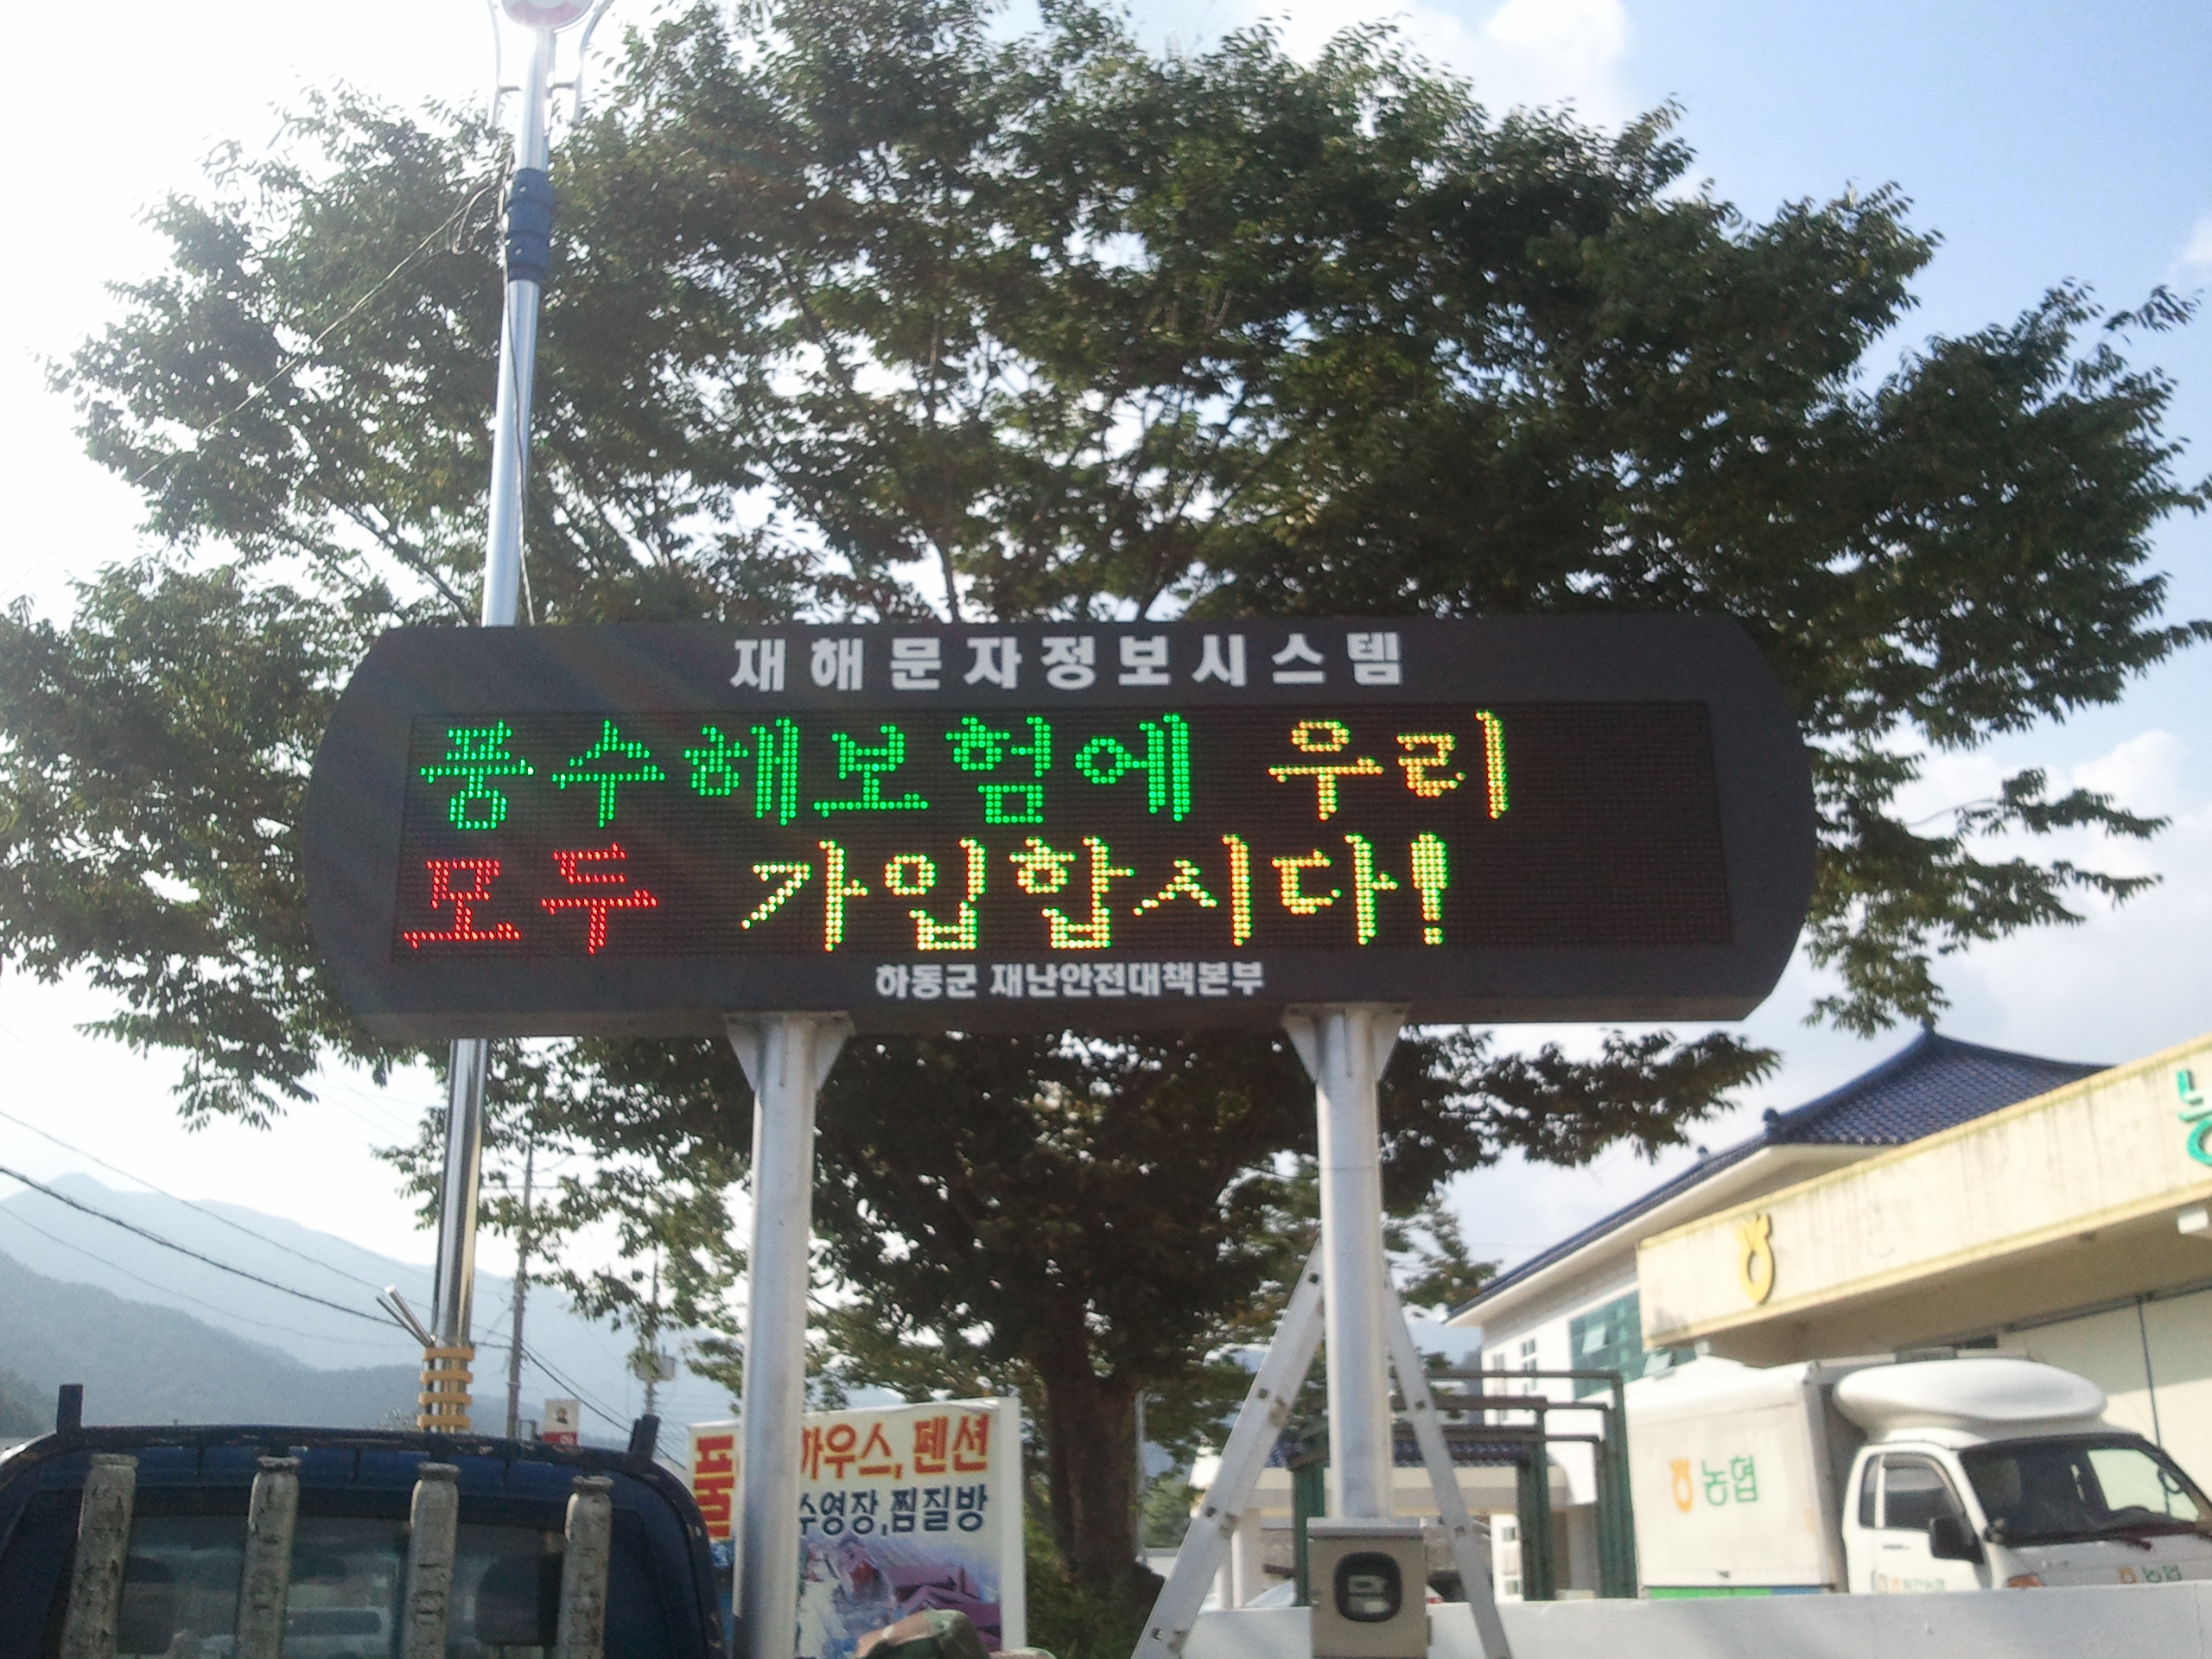 재해문자정보시스템
풍수해보험에 우리
모두 가입합시다!
하동군 재난안전대책본부
하우스, 펜션
수영장,찜질방
농협
농협